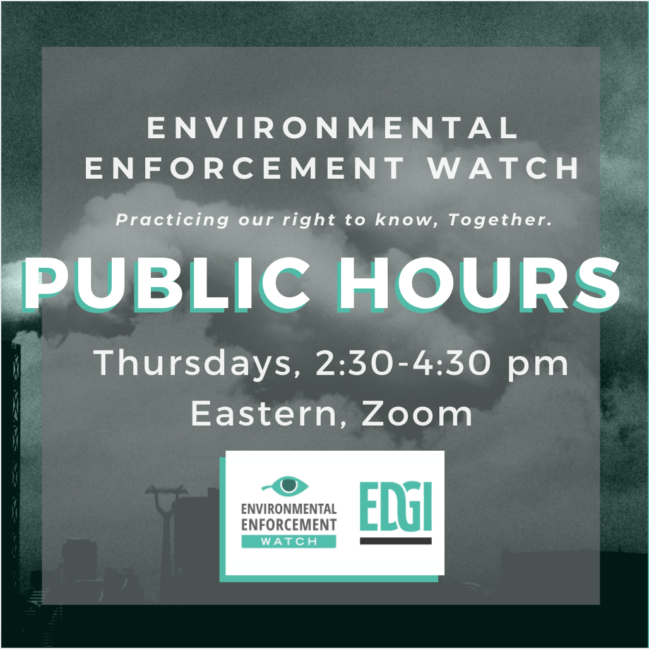 ENVIRONMENTAL
ENFORCEMENT WATCH
Practicing our right to know, Together.
PUBLIC HOURS
Thursdays, 2:30-4:30 pm
Eastern, Zoom
ENVIRONMENTAL
ENFORCEMENT
WATCH
EDGI